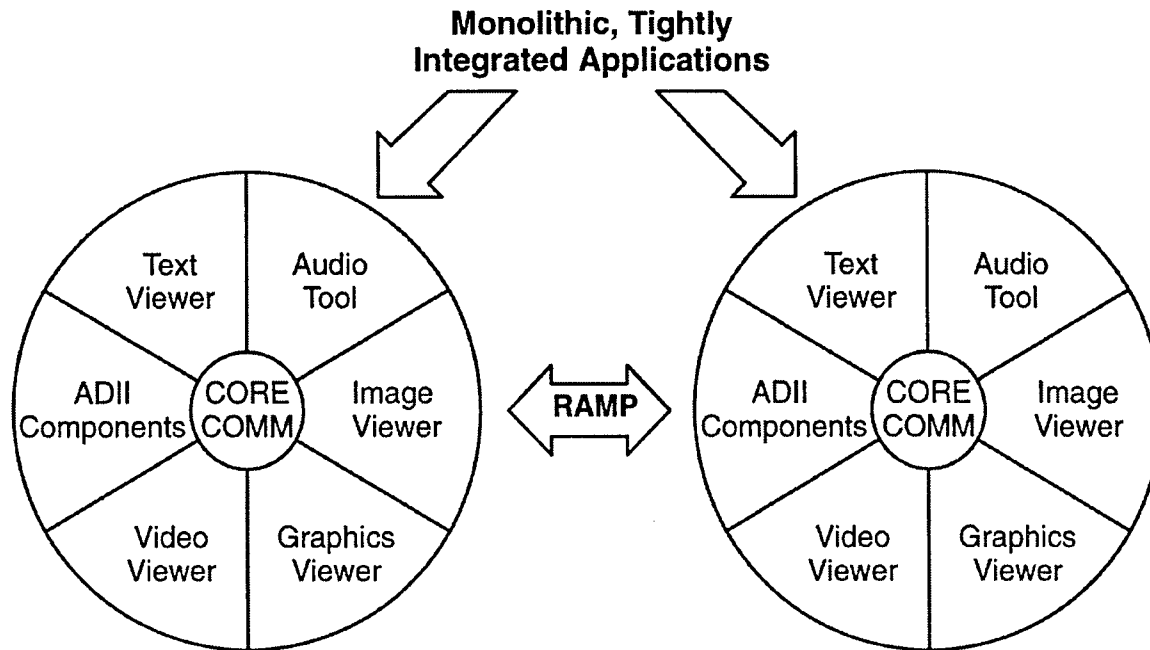 Monolithic, Tightly
Integrated Applications
Text
Viewer
Audio
Tool
ADII
Components
CORE
COMM
Image
Viewer
Video
Viewer
Graphics
Viewer
RAMP
Text
Viewer
Audio
Tool
ADII
Components
CORE
COMM
Image
Viewer
Video
Viewer
Graphics
Viewer